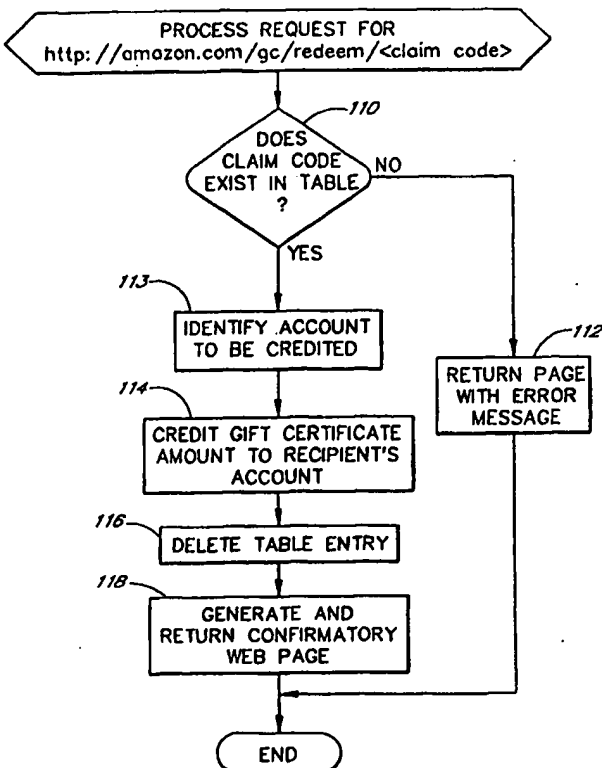 PROCESS REQUEST FOR
http://amazon.com/gc/redeem/<claim code>
110
DOES
CLAIM CODE
EXIST IN TABLE
?
NO
YES
113
IDENTIFY ACCOUNT
TO BE CREDITED
112
RETURN PAGE
WITH ERROR
MESSAGE
114
CREDIT GIFT CERTIFICATE
AMOUNT TO RECIPIENT'S
ACCOUNT
116
DELETE TABLE ENTRY
118
GENERATE AND
RETURN CONFIRMATORY
WEB PAGE
END